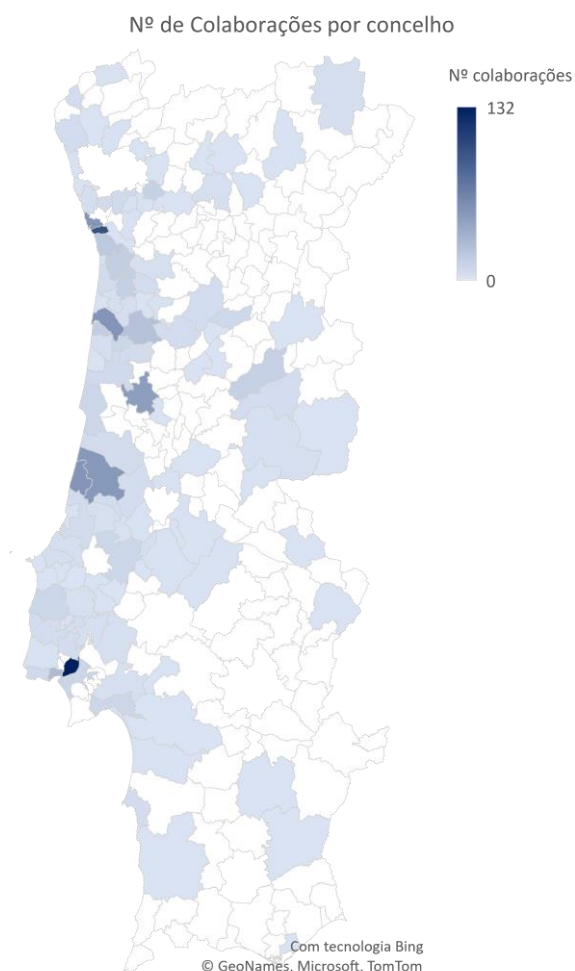 Nº de Colaborações por concelho
Nº colaborações
132
0
Com tecnologia Bing
© GeoNames, Microsoft, TomTom